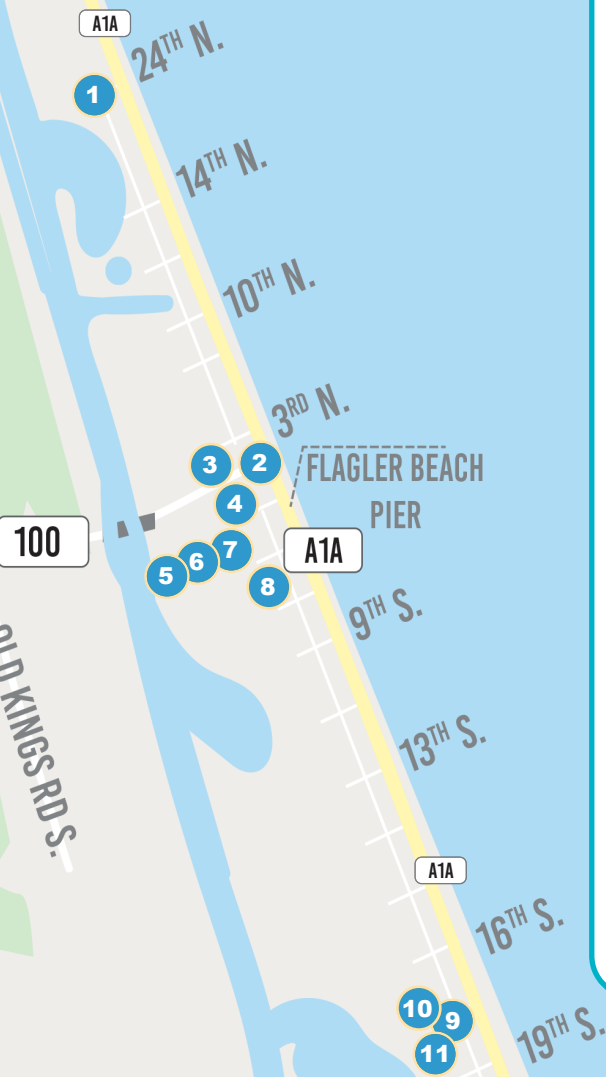 A1A
24TH N.
1
14TH N.
10TH N.
3RD N.
3
2
FLAGLER BEACH
PIER
4
100
A1A
7
6
5
8
9TH S.
OLD KINGS RD S.
13TH S.
A1A
16TH S.
10
9
19TH S.
11